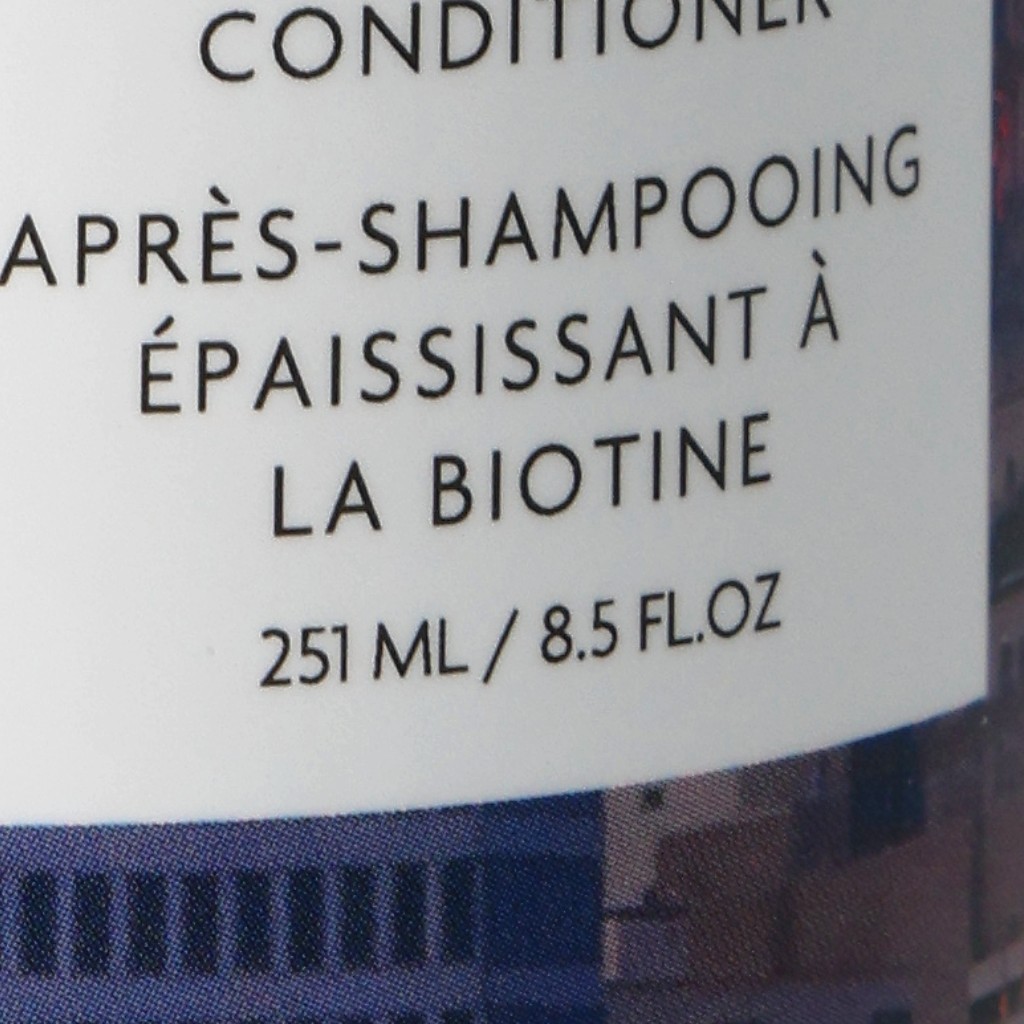 CONDITIONER
APRÈS-SHAMPOOING
ÉPAISSISSANT À
LA BIOTINE
251 ML / 8.5 FL.OZ